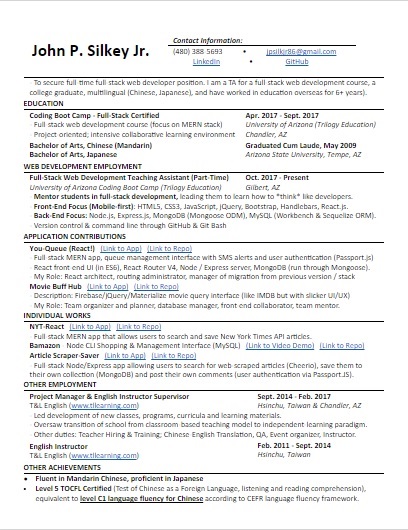 John P. Silkey Jr.
Contact Information:
(480) 388 5693 • jpsilkjr86@gmail.com
LinkedIn • GitHub
To secure full-time full-stack web developer position. I am a TA for a full-stack web development course, a
college graduate, multilingual (Chinese, Japanese), and have worked in education overseas for 6+ years).
EDUCATION
Coding Boot Camp - Full-Stack Certified Apr. 2017 - Sept. 2017
Full-stack web development course (focus on MERN stack) University of Arizona (Trilogy Education)
Project oriented; intensive collaborative learning environment Chandler, AZ
Bachelor of Arts, Chinese (Mandarin) Graduated Cum Laude, May 2009
Bachelor of Arts, Japanese Arizona State University, Tempe, AZ
WEB DEVELOPMENT EMPLOYMENT
Full-Stack Web Development Teaching Assistant (Part-Time) Oct. 2017 - Present
University of Arizona Coding Boot Camp (Trilogy Education) Gilbert, AZ
Mentor students in full-stack development, leading them to learn how to *think* like developers.
Front-End Focus (Mobile-first): HTML5, CSS3, JavaScript, jQuery, Bootstrap, Handlebars, React.js.
Back-End Focus: Node.js, Express.js, MongoDB (Mongoose ODM), MySQL (Workbench & Sequelize ORM).
Version control & command line through GitHub & Git Bash
APPLICATION CONTRIBUTIONS
You-Queue (React!) (Link to App) (Link to Repo)
Full-stack MERN app, queue management interface with SMS alerts and user authentication (Passport.js)
React front end UI (in ES6), React Router V4, Node / Express server, MongoDB (run through Mongoose).
My Role: React architect, routing administrator, manager of migration from previous version / stack
Movie Buff Hub (Link to App) (Link to Repo)
Description: Firebase/jQuery/Materialize movie query interface (like IMDB but with slicker UI/UX)
My Role: Team organizer and planner, database manager, front end collaborator, team mentor.
INDIVIDUAL WORKS
NYT-React (Link to App) (Link to Repo)
Full-stack MERN app that allows users to search and save New York Times API articles.
Bamazon Node CLI Shopping & Management Interface (MySQL) (Link to Video Demo) (Link to Repo)
Article Scraper-Saver (Link to App) (Link to Repo)
Full-stack Node/Express app allowing users to search for web-scraped articles (Cheerio), save them to
their own collection (MongoDB) and post their own comments (user authentication via Passport.JS).
OTHER EMPLOYMENT
Project Manager & English Instructor Supervisor Sept. 2014 - Feb. 2017
T&L English (www.tllearning.com) Hsinchu, Taiwan & Chandler, AZ
Led development of new classes, programs, curricula and learning materials.
Oversaw transition of school from classroom based teaching model to independent learning paradigm.
Other duties: Teacher Hiring & Training; Chinese-English Translation, QA, Event organizer, Instructor.
English Instructor Feb. 2011 - Sept. 2014
T&L English (www.tllearning.com) Hsinchu, Taiwan
OTHER ACHIEVEMENTS
• Fluent in Mandarin Chinese, proficient in Japanese
• Level 5 TOCFL Certified (Test of Chinese as a Foreign Language, listening and reading comprehension),
equivalent to level C1 language fluency for Chinese according to CEFR language fluency framework.